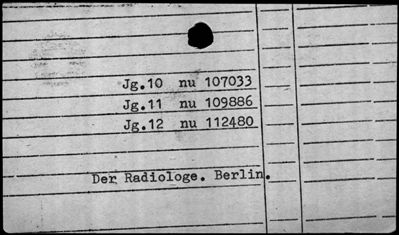 Jg.10 nu 107033
Jg.11 nu 109886
Jg.12 nu 112480
Der Radiologe. Berlin.